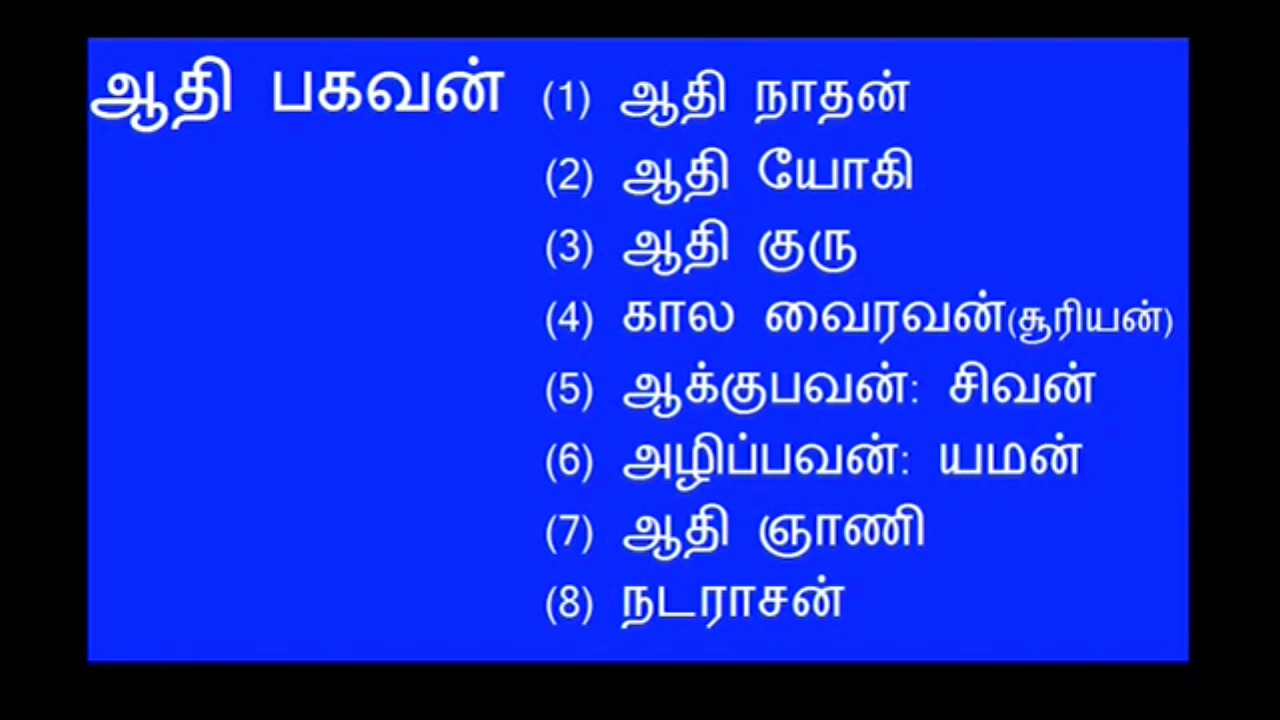 ஆதி பகவன் (1) ஆதி நாதன்
(2) ஆதி யோகி
(3) ஆதி குரு
(4) கால வைரவன்(சூரியன்)
(5) ஆக்குபவன்: சிவன்
(6) அழிப்பவன்: யமன்
(7) ஆதி ஞாணி
(8) நடராசன்